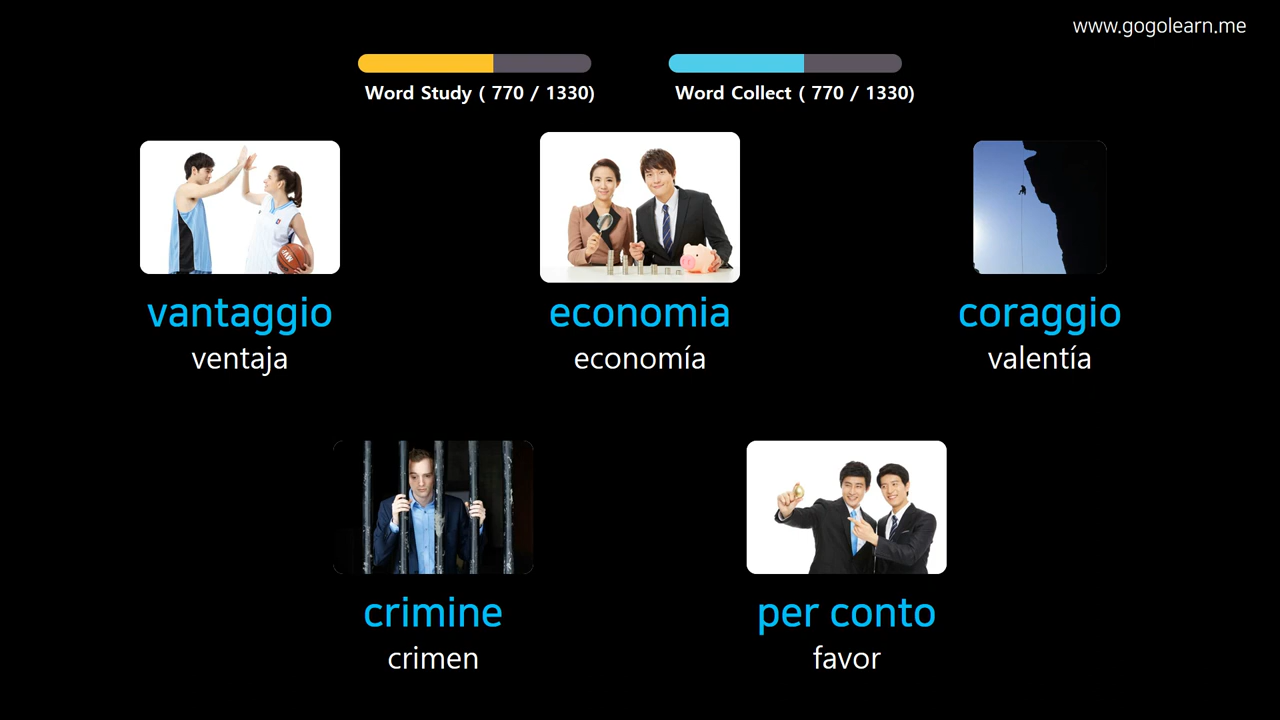 www.gogolearn.me
Word Study ( 770 / 1330)
Word Collect ( 770 / 1330)
vantaggio
ventaja
economia
economía
coraggio
valentía
crimine
crimen
per conto
favor